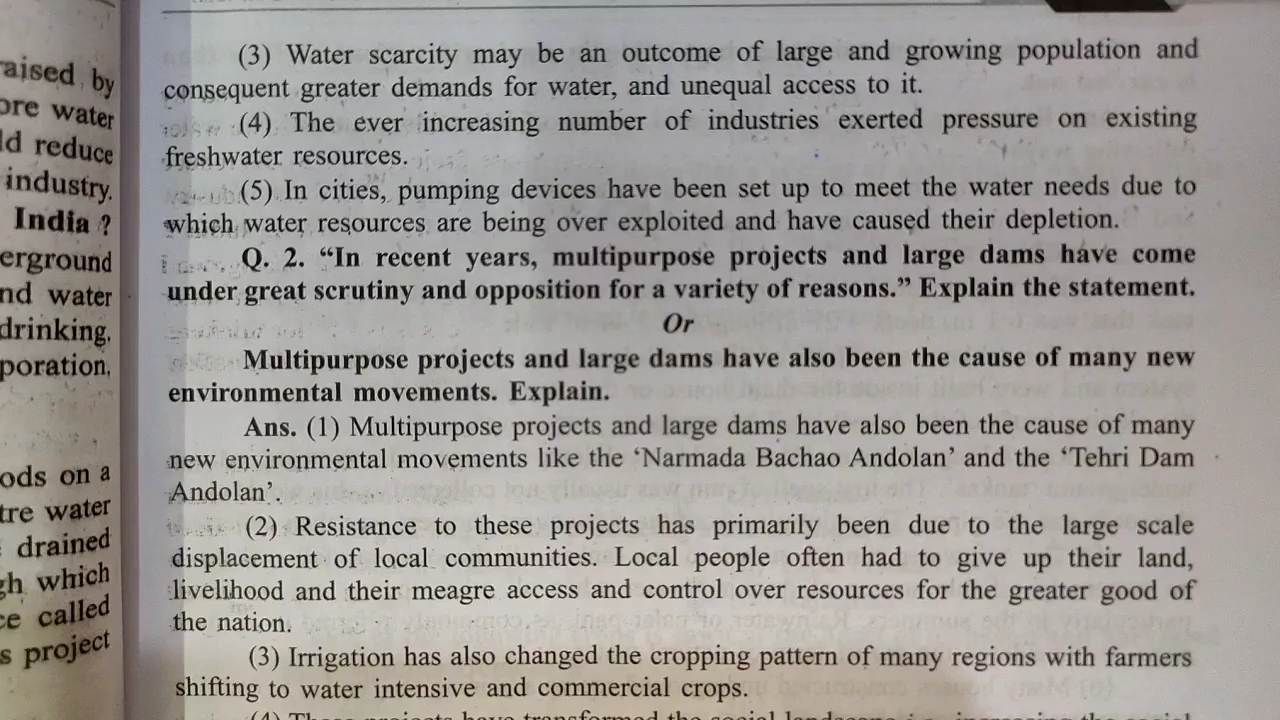 aised by
ore water
ld reduce
industry.
India ?
erground
nd water
drinking,
poration,
ods on a
tre water
drained
gh which
ce called
s project
(3) Water scarcity may be an outcome of large and growing population and
consequent greater demands for water, and unequal access to it.
(4) The ever increasing number of industries exerted pressure on existing
freshwater resources.
(5) In cities, pumping devices have been set up to meet the water needs due to
which water resources are being over exploited and have caused their depletion.
Q. 2. “In recent years, multipurpose projects and large dams have come
under great scrutiny and opposition for a variety of reasons.” Explain the statement.
Or
Multipurpose projects and large dams have also been the cause of many new
environmental movements. Explain.
Ans. (1) Multipurpose projects and large dams have also been the cause of many
new environmental movements like the ‘Narmada Bachao Andolan’ and the ‘Tehri Dam
Andolan’.
(2) Resistance to these projects has primarily been due to the large scale
displacement of local communities. Local people often had to give up their land,
livelihood and their meagre access and control over resources for the greater good of
the nation.
(3) Irrigation has also changed the cropping pattern of many regions with farmers
shifting to water intensive and commercial crops.
(4) These projects have transformed the social landscape i.e. increasing the social